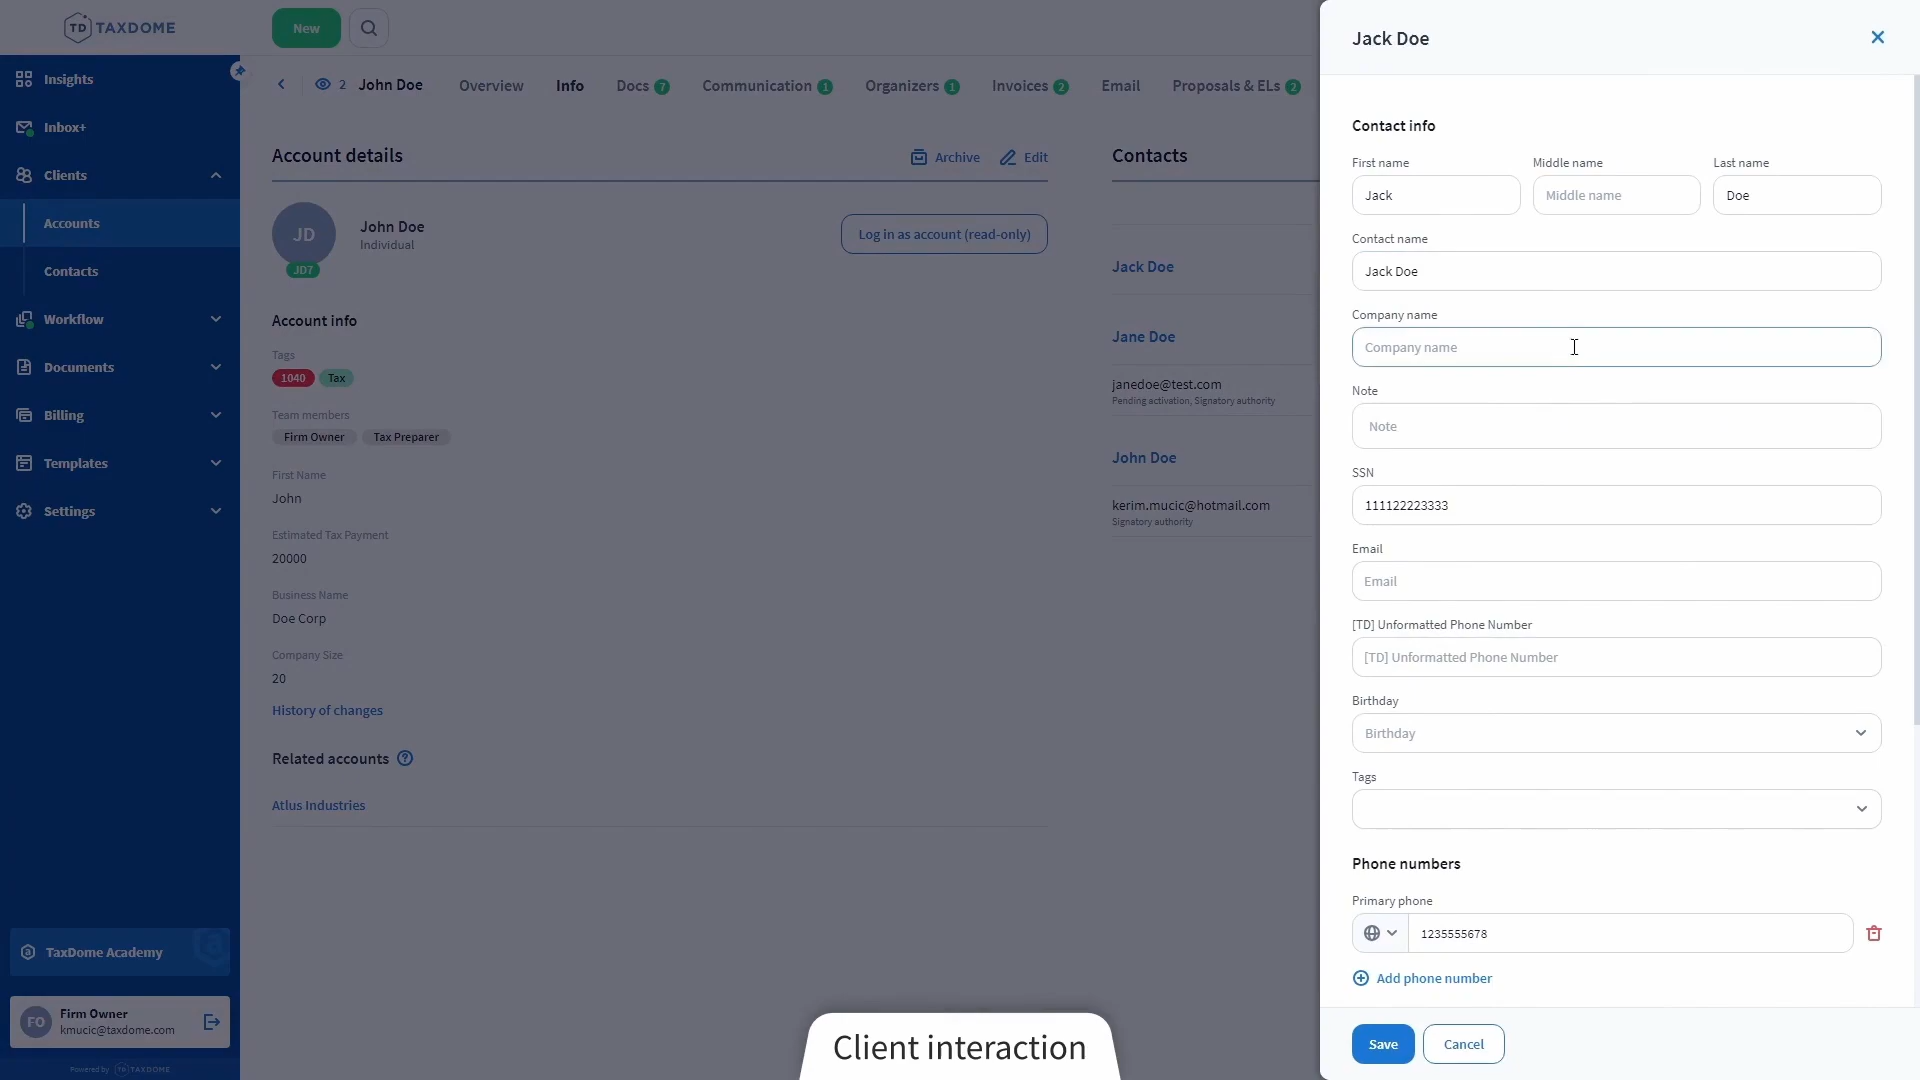 TD TAXDOME
New
Insights
Inbox+
Clients
Accounts
Contacts
Workflow
Documents
Billing
Templates
Settings
TaxDome Academy
FO
Firm Owner
kmucic@taxdome.com
Powered by TD TAXDOME
2 John Doe
Overview
Info
Docs 7
Communication 1
Organizers 1
Invoices 2
Email
Proposals & ELs 2
Account details
Archive
Edit
JD
JD7
John Doe
Individual
Log in as account (read-only)
Account info
Tags
1040 Tax
Team members
Firm Owner Tax Preparer
First Name
John
Estimated Tax Payment
20000
Business Name
Doe Corp
Company Size
20
History of changes
Related accounts ?
Atlus Industries
Contacts
Jack Doe
Jane Doe
janedoe@test.com
Pending activation, Signatory authority
John Doe
kerim.mucic@hotmail.com
Signatory authority
Jack Doe
Contact info
First name Middle name Last name
Jack Middle name Doe
Contact name
Jack Doe
Company name
Company name
Note
Note
SSN
111122223333
Email
Email
[TD] Unformatted Phone Number
[TD] Unformatted Phone Number
Birthday
Birthday
Tags
Phone numbers
Primary phone
1235555678
Add phone number
Save
Cancel
Client interaction